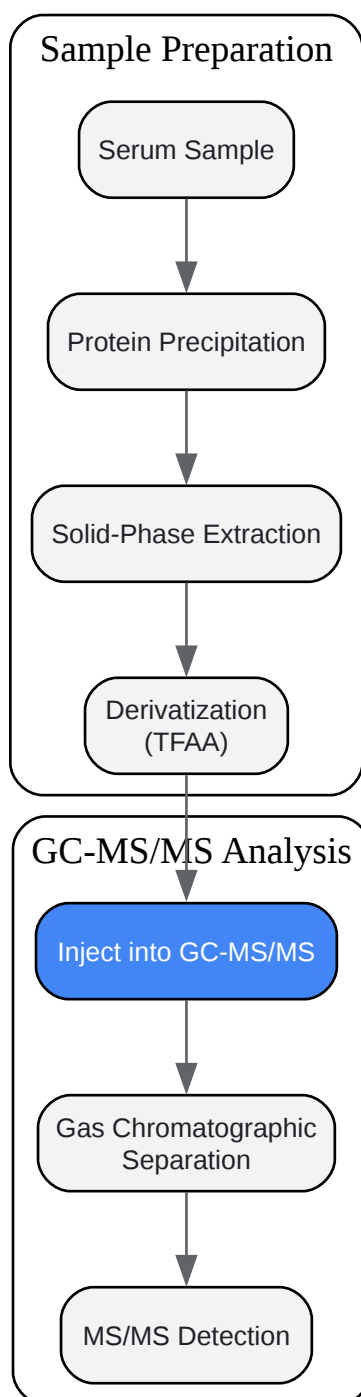 Sample Preparation
Serum Sample
Protein Precipitation
Solid-Phase Extraction
Derivatization
(TFAA)
GC-MS/MS Analysis
Inject into GC-MS/MS
Gas Chromatographic
Separation
MS/MS Detection